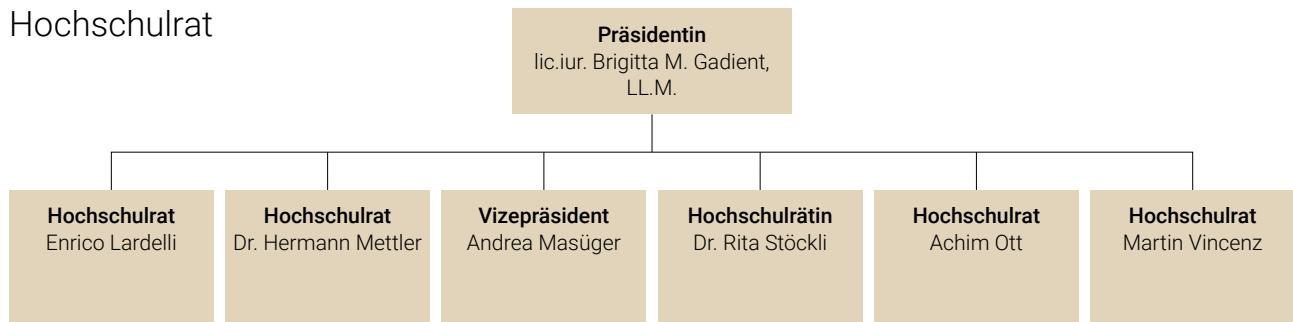 Hochschulrat
Präsidentin
lic.iur. Brigitta M. Gadient,
LL.M.
Hochschulrat
Enrico Lardelli
Hochschulrat
Dr. Hermann Mettler
Vizepräsident
Andrea Masüger
Hochschulrätin
Dr. Rita Stöckli
Hochschulrat
Achim Ott
Hochschulrat
Martin Vincenz